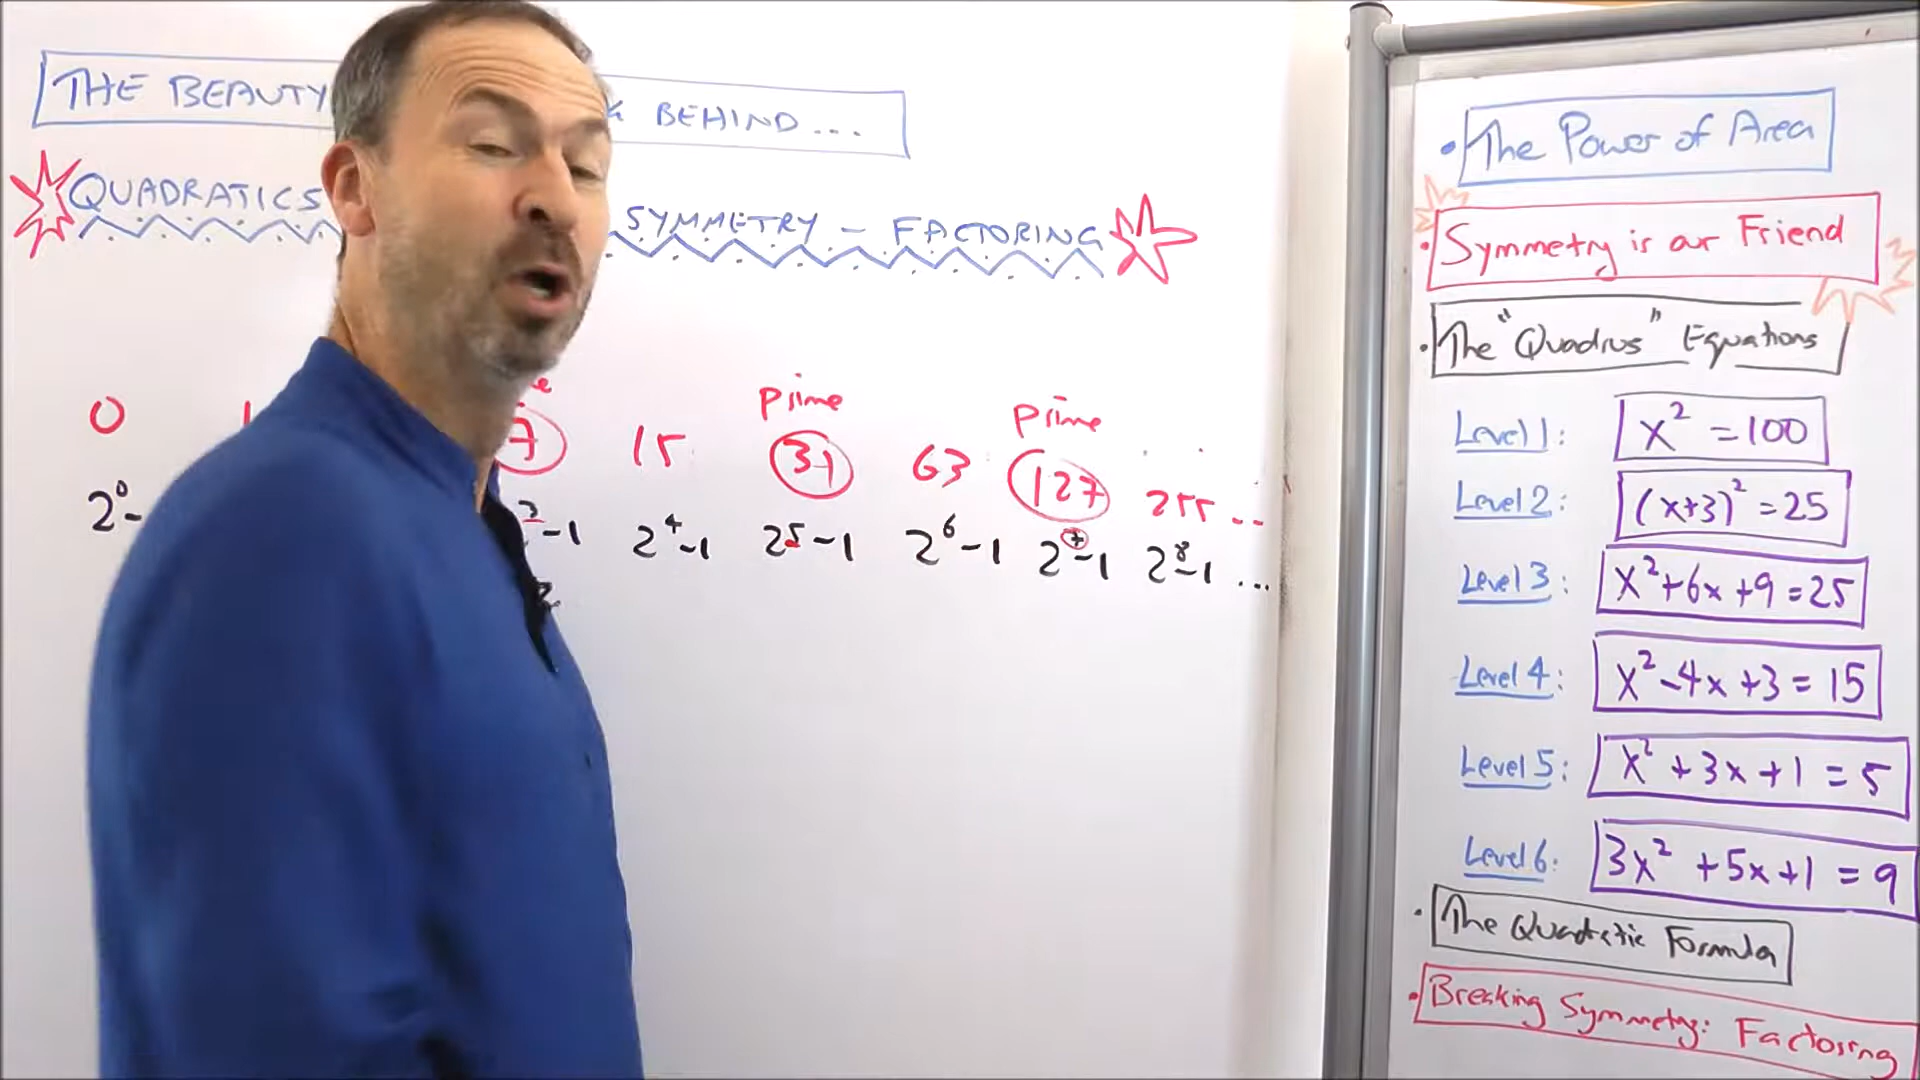 THE BEAUTY BEHIND...
QUADRATICS SYMMETRY - FACTORING
prime prime
0 7 15 31 63 127 255 ...
2⁰- -1 2⁴-1 25-1 2⁶-1 2⁷-1 2⁸-1 ...
• The Power of Area
• Symmetry is our Friend
• The "Quadrus" Equations
Level 1: x² = 100
Level 2: (x+3)² = 25
Level 3: x²+6x+9=25
Level 4: x²-4x+3=15
Level 5: x²+3x+1=5
Level 6: 3x²+5x+1=9
• The Quadratic Formula
• Breaking Symmetry: Factoring